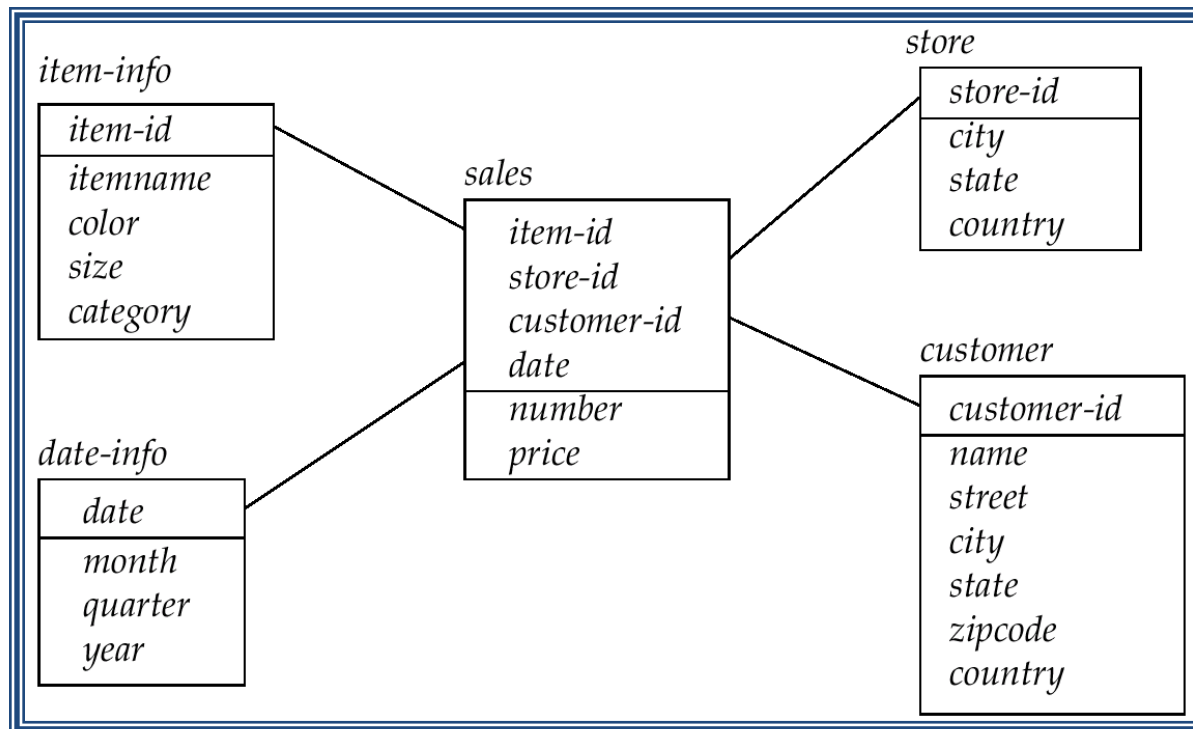 item-info
item-id
itemname
color
size
category
date-info
date
month
quarter
year
sales
item-id
store-id
customer-id
date
number
price
store
store-id
city
state
country
customer
customer-id
name
street
city
state
zipcode
country